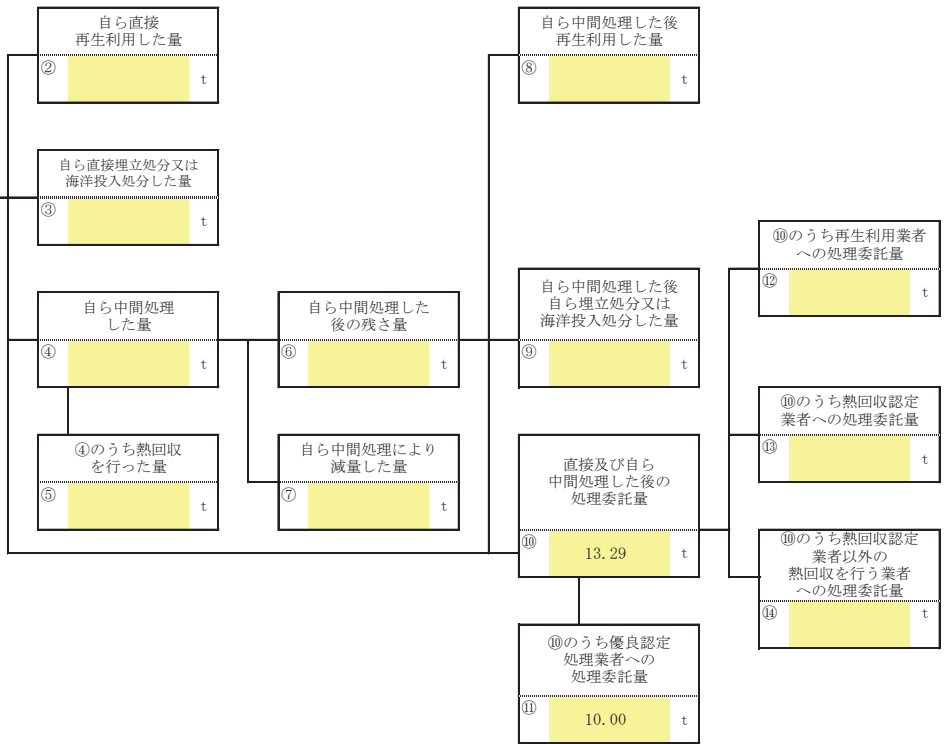 自ら直接
再生利用した量
②
t
自ら直接埋立処分又は
海洋投入処分した量
③
t
自ら中間処理
した量
④
t
④のうち熱回収
を行った量
⑤
t
自ら中間処理した
後の残さ量
⑥
t
自ら中間処理により
減量した量
⑦
t
自ら中間処理した後
再生利用した量
⑧
t
自ら中間処理した後
自ら埋立処分又は
海洋投入処分した量
⑨
t
直接及び自ら
中間処理した後の
処理委託量
⑩ 13.29 t
⑩のうち優良認定
処理業者への
処理委託量
⑪ 10.00 t
⑩のうち再生利用業者
への処理委託量
⑫
t
⑩のうち熱回収認定
業者への処理委託量
⑬
t
⑩のうち熱回収認定
業者以外の
熱回収を行う業者
への処理委託量
⑭
t